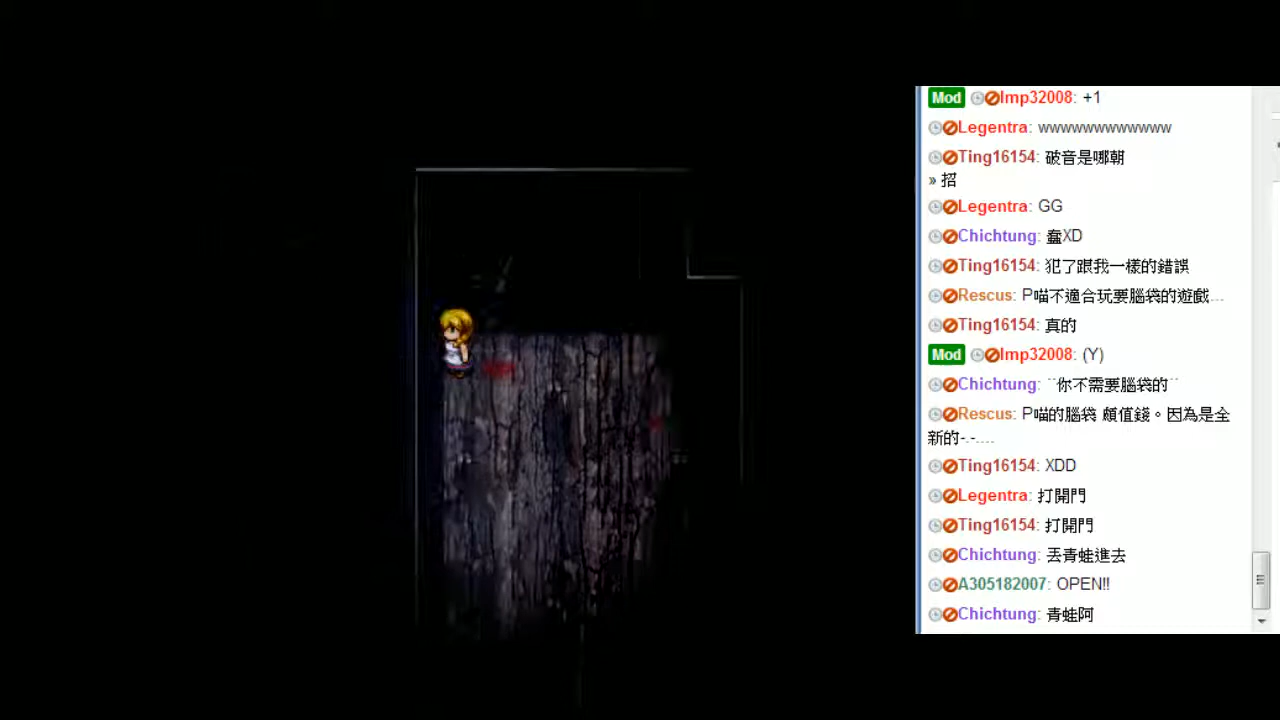 Mod Imp32008: +1
Legentra: wwwwwwwwwwww
Ting16154: 破音是哪朝
» 招
Legentra: GG
Chichtung: 蠢XD
Ting16154: 犯了跟我一樣的錯誤
Rescus: P喵不適合玩要腦袋的遊戲...
Ting16154: 真的
Mod Imp32008: (Y)
Chichtung: ˙˙你不需要腦袋的˙˙
Rescus: P喵的腦袋 頗值錢。因為是全
新的-.-....
Ting16154: XDD
Legentra: 打開門
Ting16154: 打開門
Chichtung: 丟青蛙進去
A305182007: OPEN!!
Chichtung: 青蛙阿